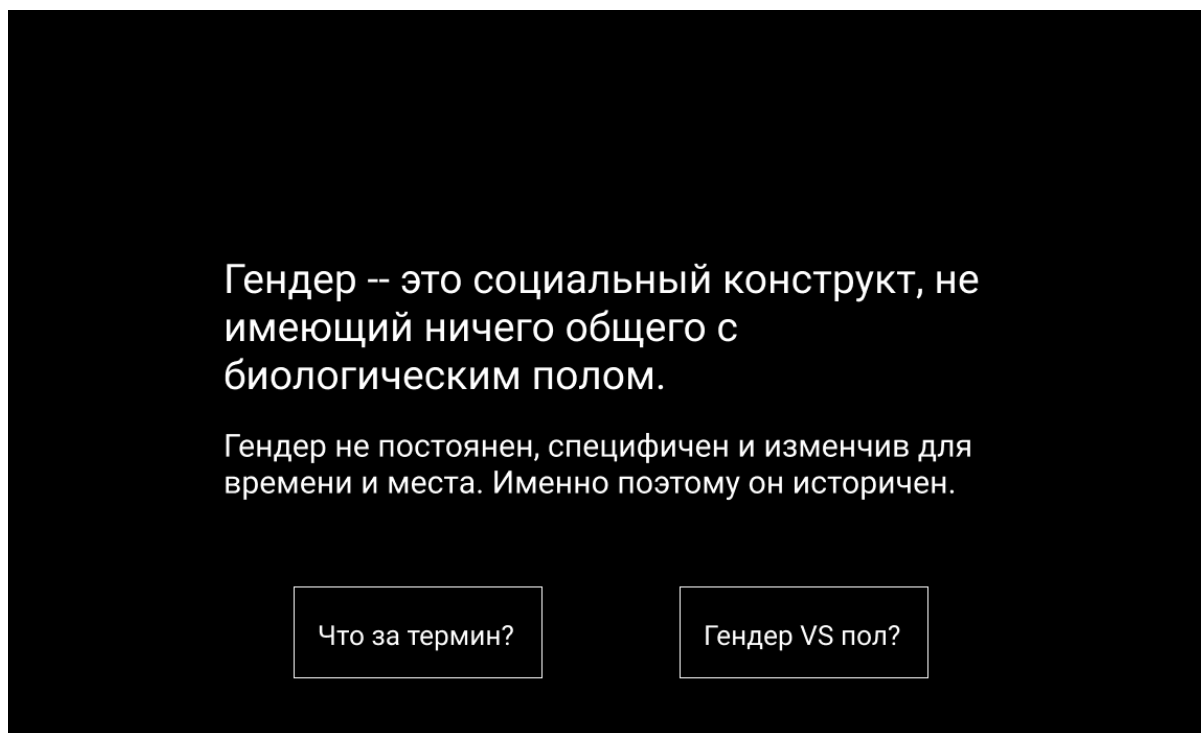 Гендер -- это социальный конструкт, не
имеющий ничего общего с
биологическим полом.
Гендер не постоянен, специфичен и изменчив для
времени и места. Именно поэтому он историчен.
Что за термин?
Гендер VS пол?